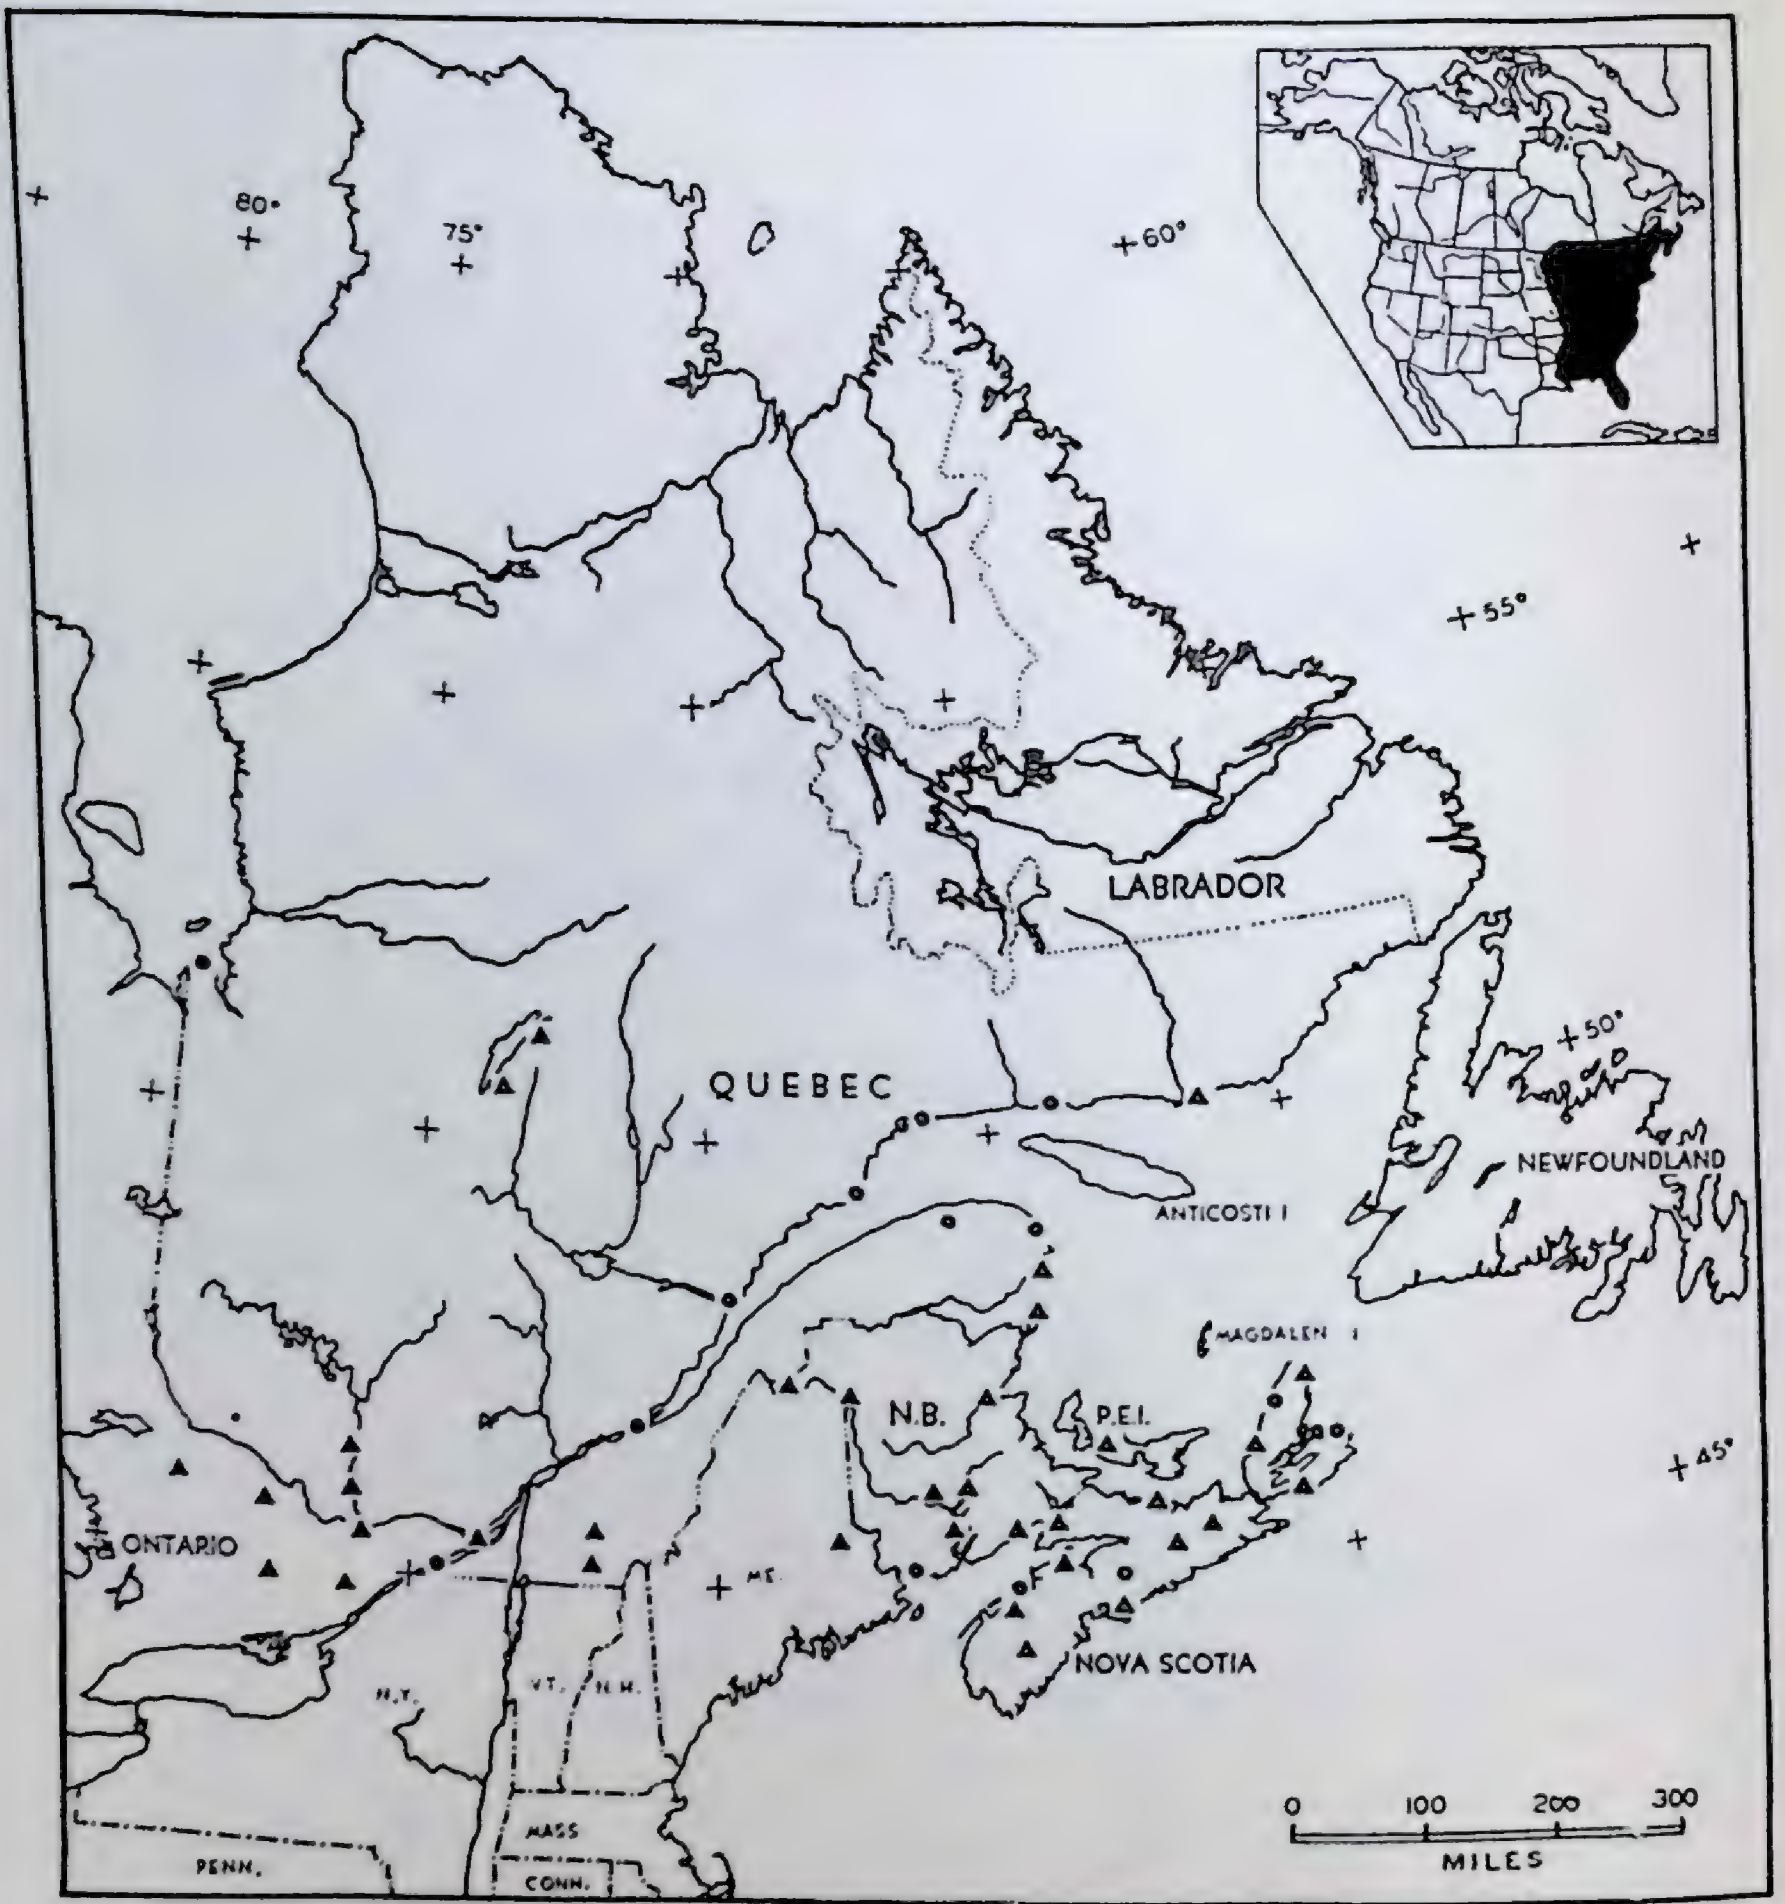 80°
75°
60°
55°
LABRADOR
50°
QUEBEC
NEWFOUNDLAND
ANTICOSTI I
MAGDALEN I
N.B.
P.E.I.
45°
ONTARIO
ME.
F
NOVA SCOTIA
N.Y.
VT.
N.H.
0 100 200 300
MILES
MASS
PENN.
CONN.